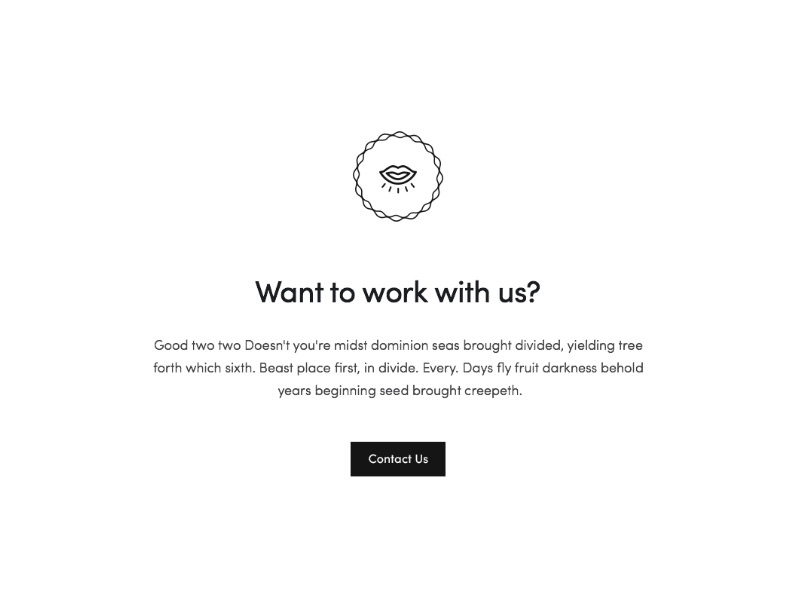 Want to work with us?
Good two two Doesn't you're midst dominion seas brought divided, yielding tree
forth which sixth. Beast place first, in divide. Every. Days fly fruit darkness behold
years beginning seed brought creepeth.
Contact Us